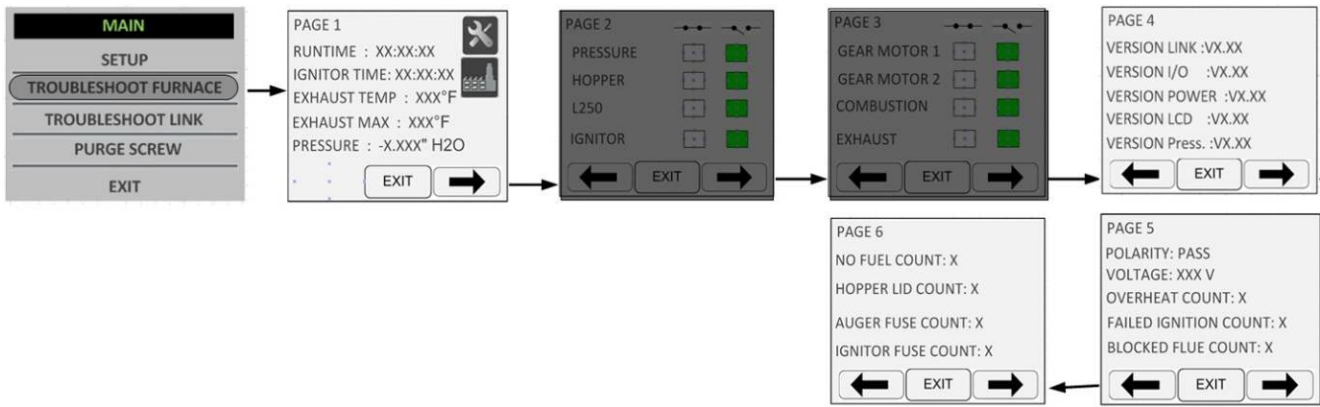 MAIN
SETUP
TROUBLESHOOT FURNACE
TROUBLESHOOT LINK
PURGE SCREW
EXIT
PAGE 1
RUNTIME : XX:XX:XX
IGNITOR TIME: XX:XX:XX
EXHAUST TEMP : XXX°F
EXHAUST MAX : XXX°F
PRESSURE : -X.XXX" H2O
EXIT
PAGE 2
PRESSURE
HOPPER
L250
IGNITOR
EXIT
PAGE 3
GEAR MOTOR 1
GEAR MOTOR 2
COMBUSTION
EXHAUST
EXIT
PAGE 4
VERSION LINK :VX.XX
VERSION I/O :VX.XX
VERSION POWER :VX.XX
VERSION LCD :VX.XX
VERSION Press. :VX.XX
EXIT
PAGE 5
POLARITY: PASS
VOLTAGE: XXX V
OVERHEAT COUNT: X
FAILED IGNITION COUNT: X
BLOCKED FLUE COUNT: X
EXIT
PAGE 6
NO FUEL COUNT: X
HOPPER LID COUNT: X
AUGER FUSE COUNT: X
IGNITOR FUSE COUNT: X
EXIT